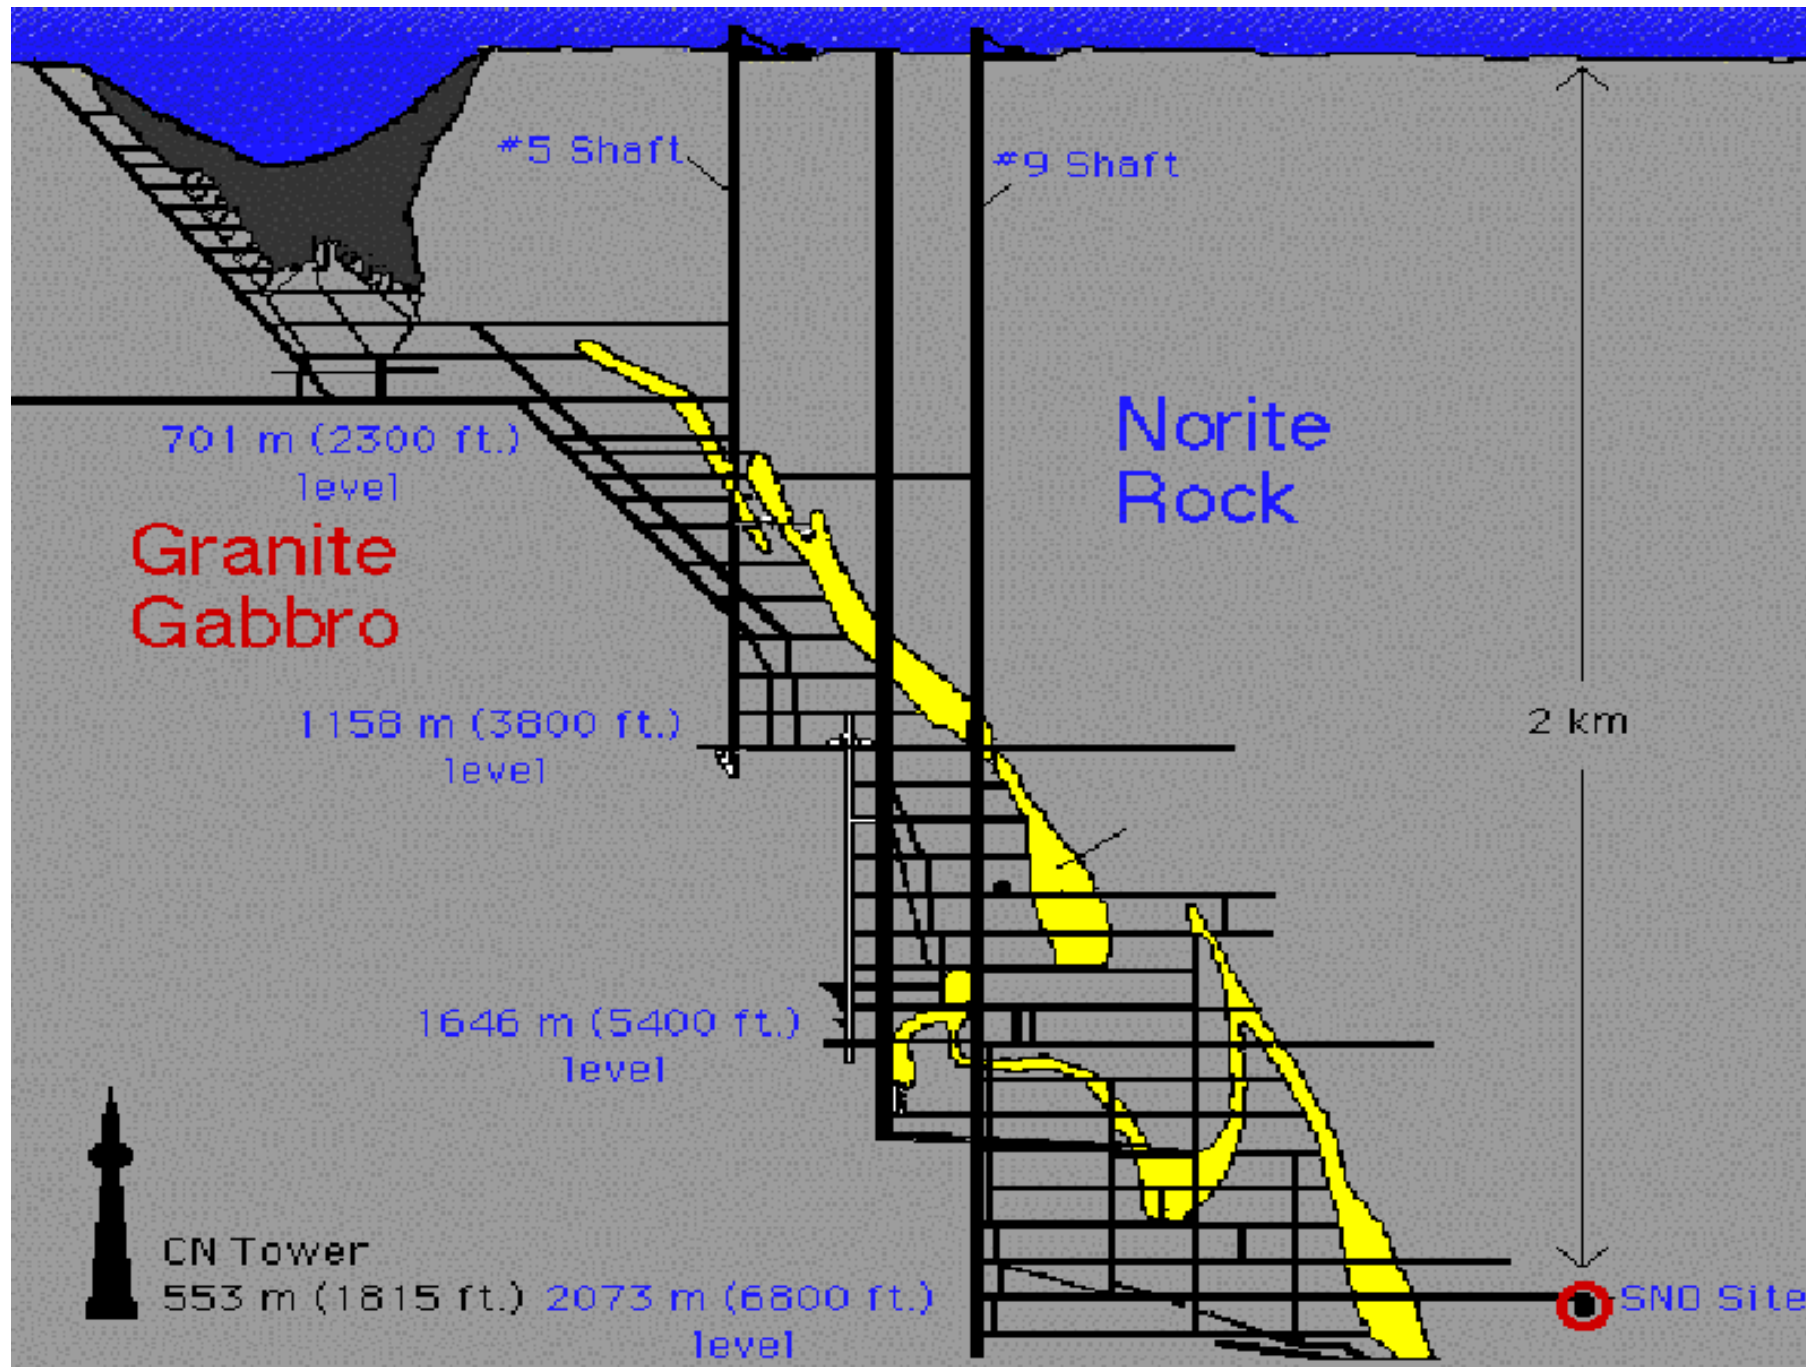 #5 Shaft
#9 Shaft
Norite
Rock
701 m (2300 ft.)
level
Granite
Gabbro
1158 m (3800 ft.)
level
2 km
1646 m (5400 ft.)
level
CN Tower
553 m (1815 ft.)
2073 m (6800 ft.)
level
SNO Site